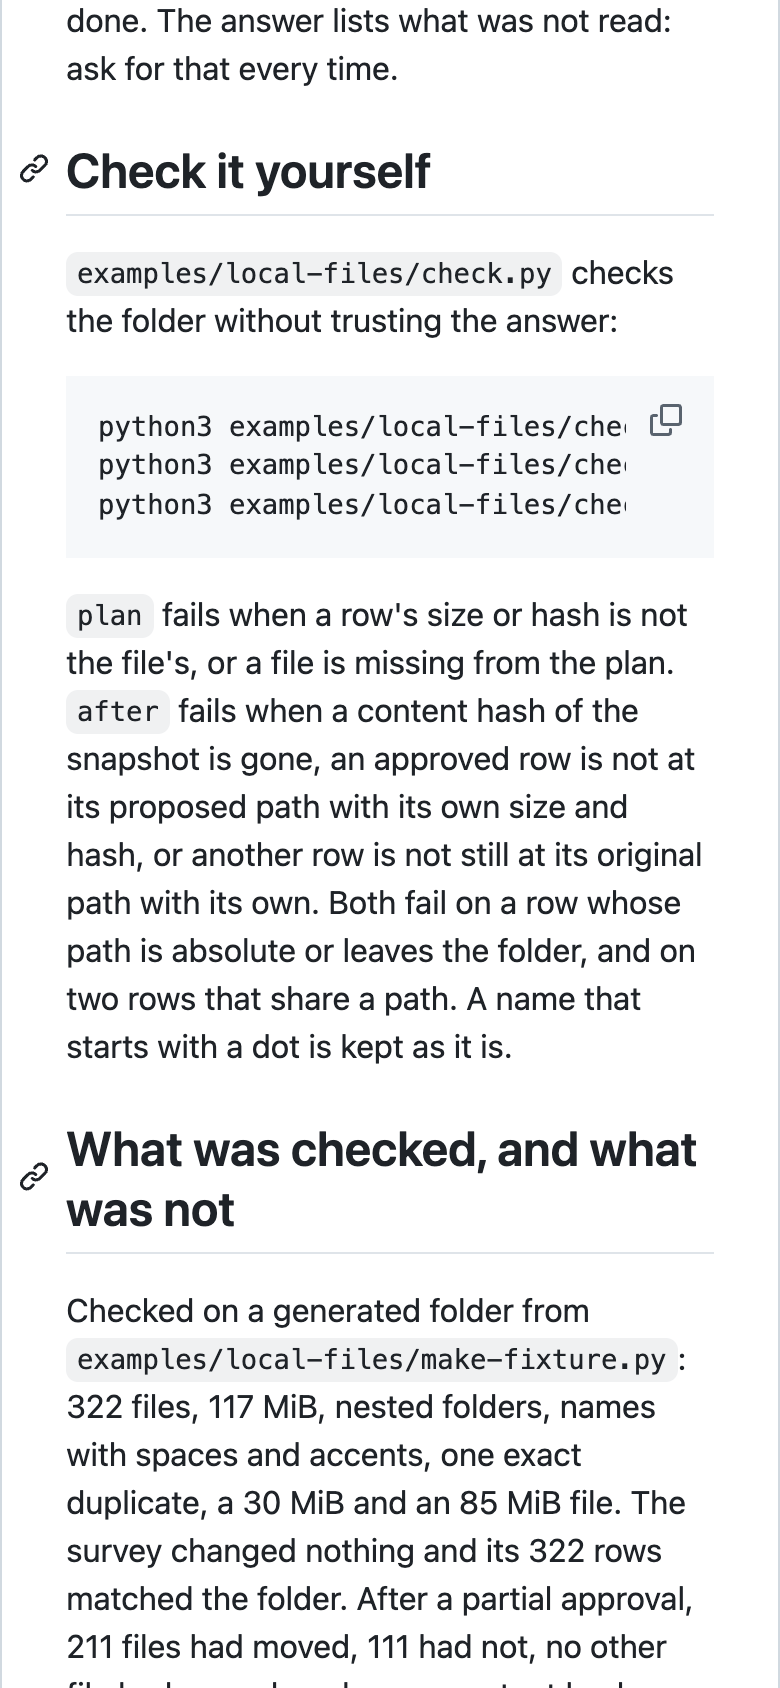 done. The answer lists what was not read:
ask for that every time.
Check it yourself
examples/local-files/check.py checks
the folder without trusting the answer:
python3 examples/local-files/che
python3 examples/local-files/che
python3 examples/local-files/che
plan fails when a row's size or hash is not
the file's, or a file is missing from the plan.
after fails when a content hash of the
snapshot is gone, an approved row is not at
its proposed path with its own size and
hash, or another row is not still at its original
path with its own. Both fail on a row whose
path is absolute or leaves the folder, and on
two rows that share a path. A name that
starts with a dot is kept as it is.
What was checked, and what
was not
Checked on a generated folder from
examples/local-files/make-fixture.py:
322 files, 117 MiB, nested folders, names
with spaces and accents, one exact
duplicate, a 30 MiB and an 85 MiB file. The
survey changed nothing and its 322 rows
matched the folder. After a partial approval,
211 files had moved, 111 had not, no other